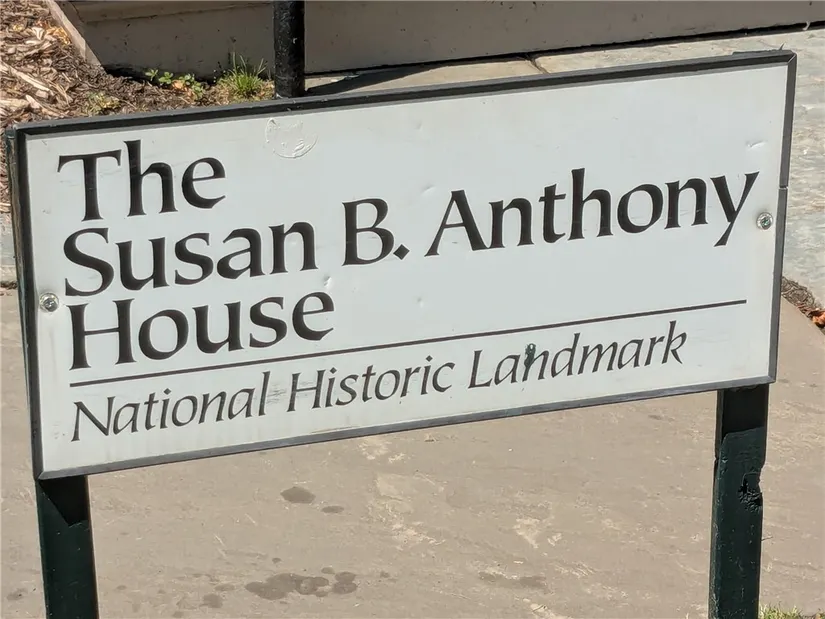 The
Susan B. Anthony
House
National Historic Landmark